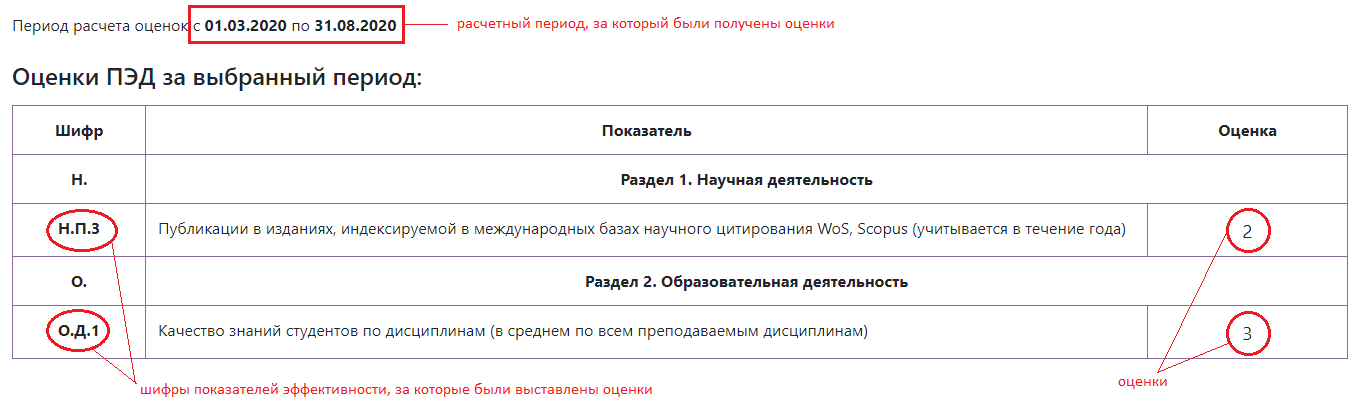 Период расчета оценок с 01.03.2020 по 31.08.2020
расчетный период, за который были получены оценки
Оценки ПЭД за выбранный период:
Шифр Показатель Оценка
Н. Раздел 1. Научная деятельность
Н.П.3 Публикации в изданиях, индексируемой в международных базах научного цитирования WoS, Scopus (учитывается в течение года) 2
О. Раздел 2. Образовательная деятельность
О.Д.1 Качество знаний студентов по дисциплинам (в среднем по всем преподаваемым дисциплинам) 3
шифры показателей эффективности, за которые были выставлены оценки
оценки